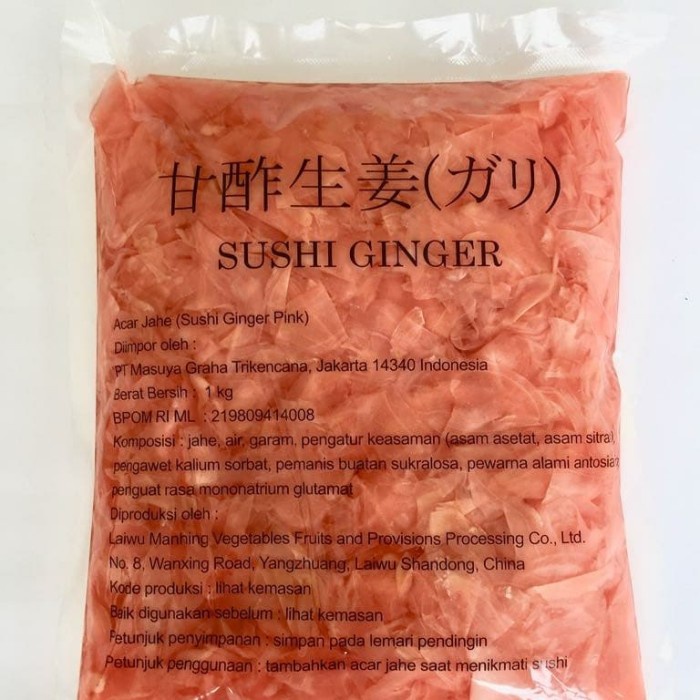 甘酢生姜(ガリ)
SUSHI GINGER
Acar Jahe (Sushi Ginger Pink)
Diimpor oleh :
PT Masuya Graha Trikencana, Jakarta 14340 Indonesia
Berat Bersih : 1 kg
BPOM RI ML : 219809414008
Komposisi : jahe, air, garam, pengatur keasaman (asam asetat, asam sitrat),
pengawet kalium sorbat, pemanis buatan sukralosa, pewarna alami
penguat rasa mononatrium glutamat
Diproduksi oleh :
Laiwu Manhing Vegetables Fruits and Provisions Processing Co., Ltd.
No. 8, Wanxing Road, Yangzhuang, Laiwu Shandong, China
Kode produksi : lihat kemasan
Baik digunakan sebelum : lihat kemasan
Petunjuk penyimpanan : simpan pada lemari pendingin
Petunjuk penggunaan : tambahkan acar jahe saat menikmati sushi